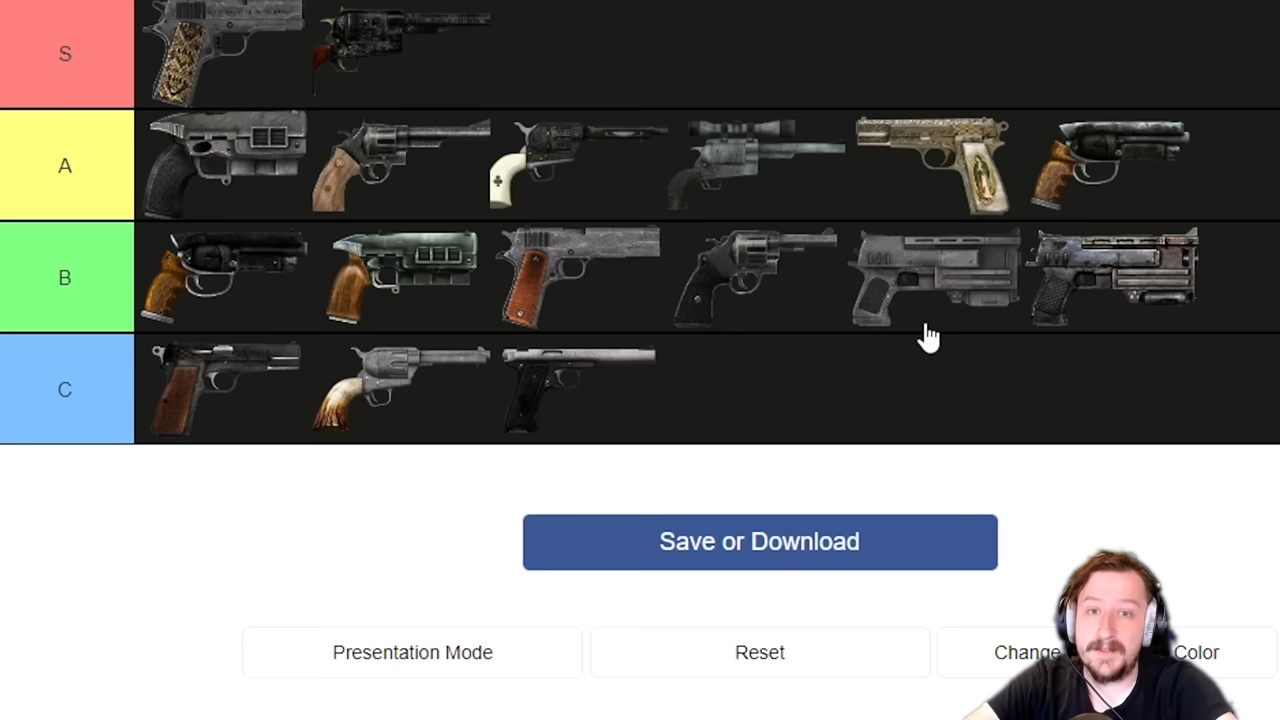 S
A
B
C
Save or Download
Presentation Mode
Reset
Change
Color